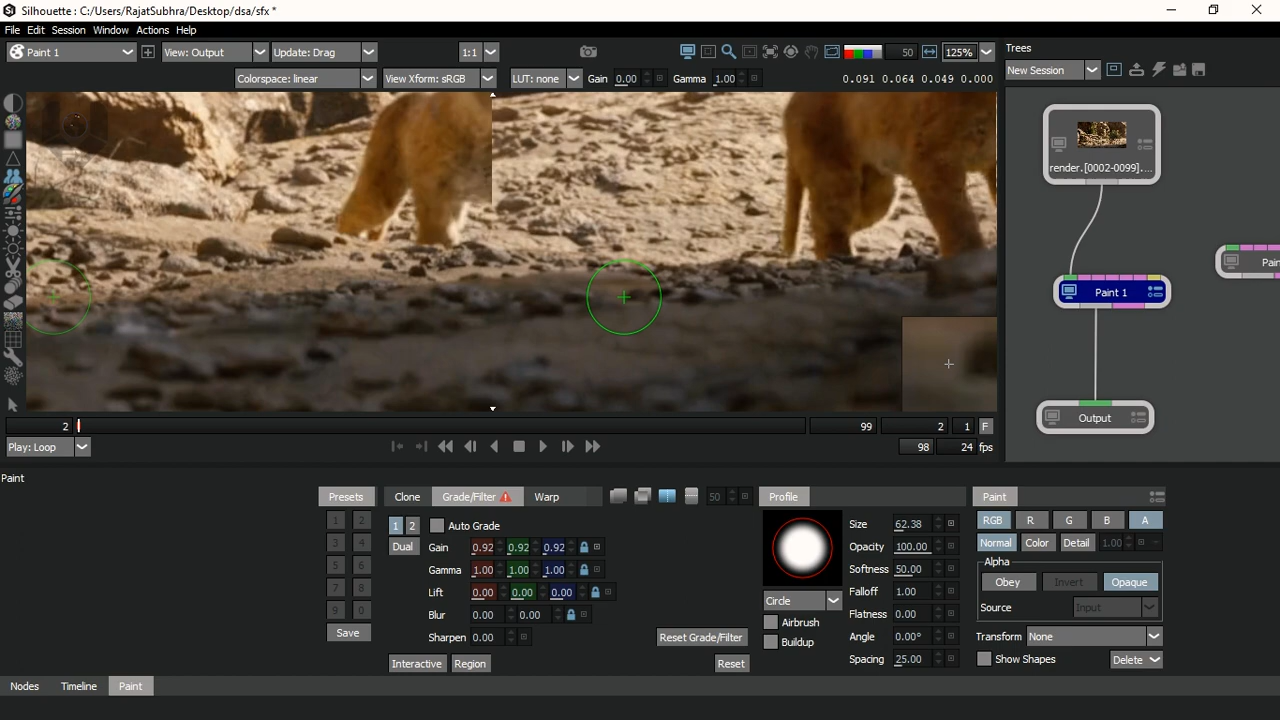 Silhouette : C:/Users/RajatSubhra/Desktop/dsa/sfx *
File Edit Session Window Actions Help
Paint 1 View: Output Update: Drag 1:1 50 125%
Colorspace: linear View Xform: sRGB LUT: none Gain 0.00 Gamma 1.00 0.091 0.064 0.049 0.000
Trees
New Session
render.[0002-0099]....
Pain
Paint 1
Output
2 99 2 1 F
Play: Loop 98 24 fps
Paint
Presets Clone Grade/Filter Warp 50 Profile Paint
1 2
3 4
5 6
7 8
9 0
Save
1 2 Auto Grade
Dual Gain 0.92 0.92 0.92
Gamma 1.00 1.00 1.00
Lift 0.00 0.00 0.00
Blur 0.00 0.00
Sharpen 0.00 Reset Grade/Filter
Interactive Region Reset
Circle
Airbrush
Buildup
Size 62.38
Opacity 100.00
Softness 50.00
Falloff 1.00
Flatness 0.00
Angle 0.00°
Spacing 25.00
RGB R G B A
Normal Color Detail 1.00
Alpha
Obey Invert Opaque
Source Input
Transform None
Show Shapes Delete
Nodes Timeline Paint